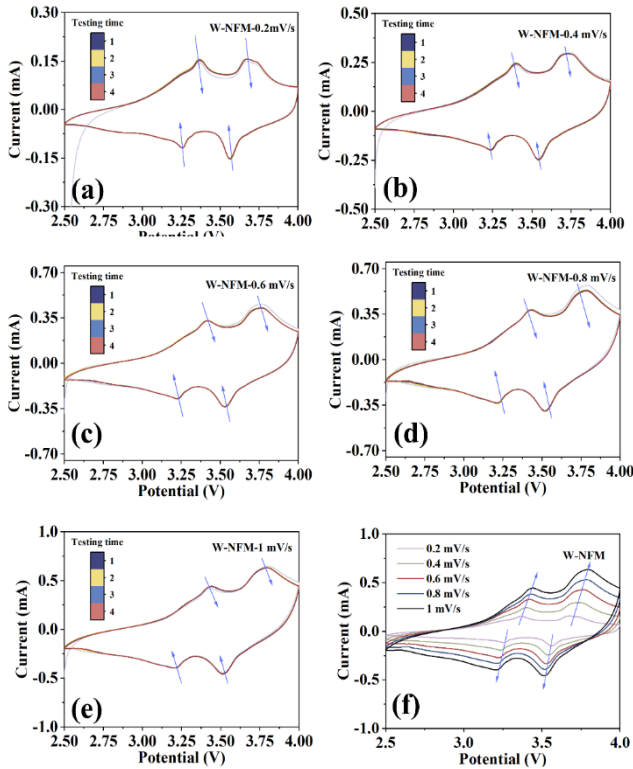 Testing time
1
2
3
4
W-NFM-0.2mV/s
Current (mA)
0.30
0.15
0.00
-0.15
-0.30
(a)
2.50 2.75 3.00 3.25 3.50 3.75 4.00
Potential (V)
Testing time
1
2
3
4
W-NFM-0.4 mV/s
Current (mA)
0.50
0.25
0.00
-0.25
-0.50
(b)
2.50 2.75 3.00 3.25 3.50 3.75 4.00
Potential (V)
Testing time
1
2
3
4
W-NFM-0.6 mV/s
Current (mA)
0.70
0.35
0.00
-0.35
-0.70
(c)
2.50 2.75 3.00 3.25 3.50 3.75 4.00
Potential (V)
Testing time
1
2
3
4
W-NFM-0.8 mV/s
Current (mA)
0.70
0.35
0.00
-0.35
-0.70
(d)
2.50 2.75 3.00 3.25 3.50 3.75 4.00
Potential (V)
Testing time
1
2
3
4
W-NFM-1 mV/s
Current (mA)
1.0
0.5
0.0
-0.5
-1.0
(e)
2.50 2.75 3.00 3.25 3.50 3.75 4.00
Potential (V)
0.2 mV/s
0.4 mV/s
0.6 mV/s
0.8 mV/s
1 mV/s
W-NFM
Current (mA)
1.0
0.5
0.0
-0.5
-1.0
(f)
2.5 3.0 3.5 4.0
Potential (V)